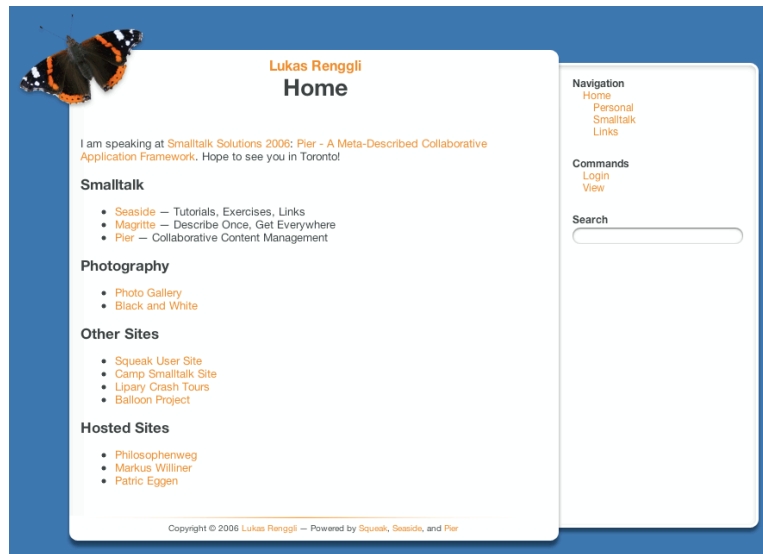 Lukas Renggli
Home
I am speaking at Smalltalk Solutions 2006: Pier - A Meta-Described Collaborative
Application Framework. Hope to see you in Toronto!
Smalltalk
• Seaside — Tutorials, Exercises, Links
• Magritte — Describe Once, Get Everywhere
• Pier — Collaborative Content Management
Photography
• Photo Gallery
• Black and White
Other Sites
• Squeak User Site
• Camp Smalltalk Site
• Lipary Crash Tours
• Balloon Project
Hosted Sites
• Philosophenweg
• Markus Williner
• Patric Eggen
Copyright © 2006 Lukas Renggli — Powered by Squeak, Seaside, and Pier
Navigation
Home
Personal
Smalltalk
Links
Commands
Login
View
Search